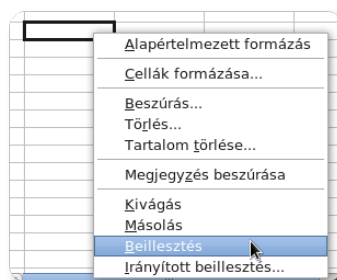 Alapértelmezett formázás
Cellák formázása...
Beszúrás...
Törlés...
Tartalom törlése...
Megjegyzés beszúrása
Kivágás
Másolás
Beillesztés
Irányított beillesztés...